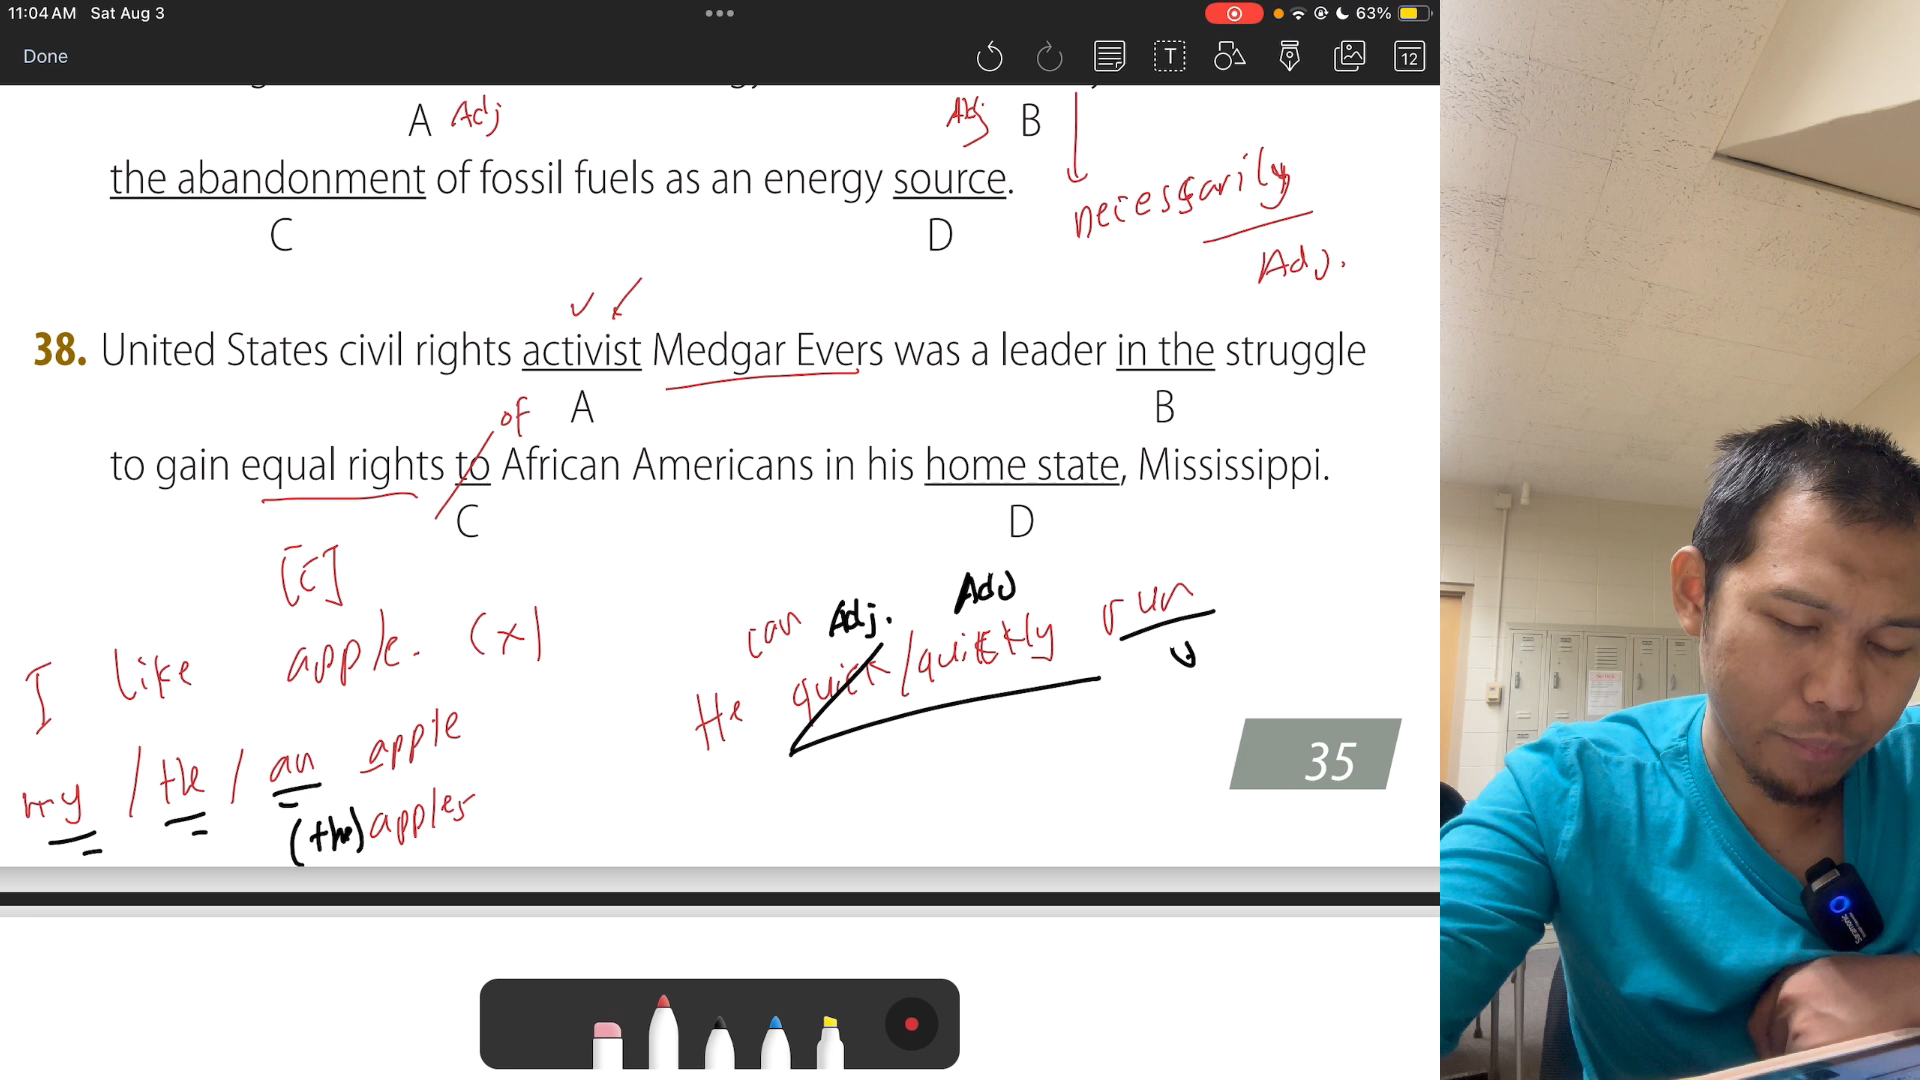 11:04 AM Sat Aug 3
63%
Done
T
12
A Adj Adj B
the abandonment of fossil fuels as an energy source.
C D
necessarily
Adj.
38. United States civil rights activist Medgar Evers was a leader in the struggle
of A B
to gain equal rights to African Americans in his home state, Mississippi.
C D
[C]
I like apple. (x)
my / the / an apple
(the) apples
can Adj. Adv
He quick/quickly run
v
35